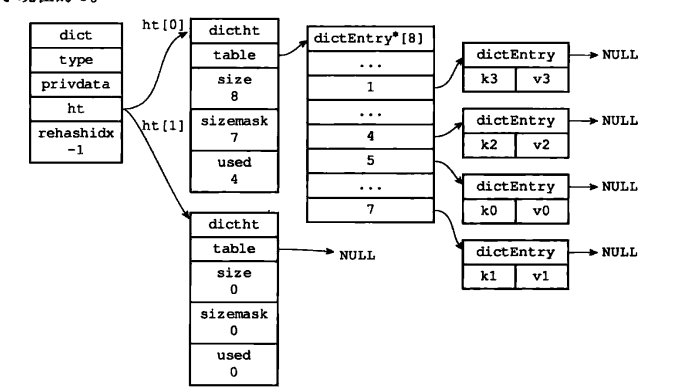 dict
type
privdata
ht
rehashidx
-1
ht[0]
ht[1]
dictht
table
size
8
sizemask
7
used
4
dictht
table
size
0
sizemask
0
used
0
NULL
dictEntry*[8]
...
1
...
4
5
...
7
dictEntry
k3 v3
NULL
dictEntry
k2 v2
NULL
dictEntry
k0 v0
NULL
dictEntry
k1 v1
NULL